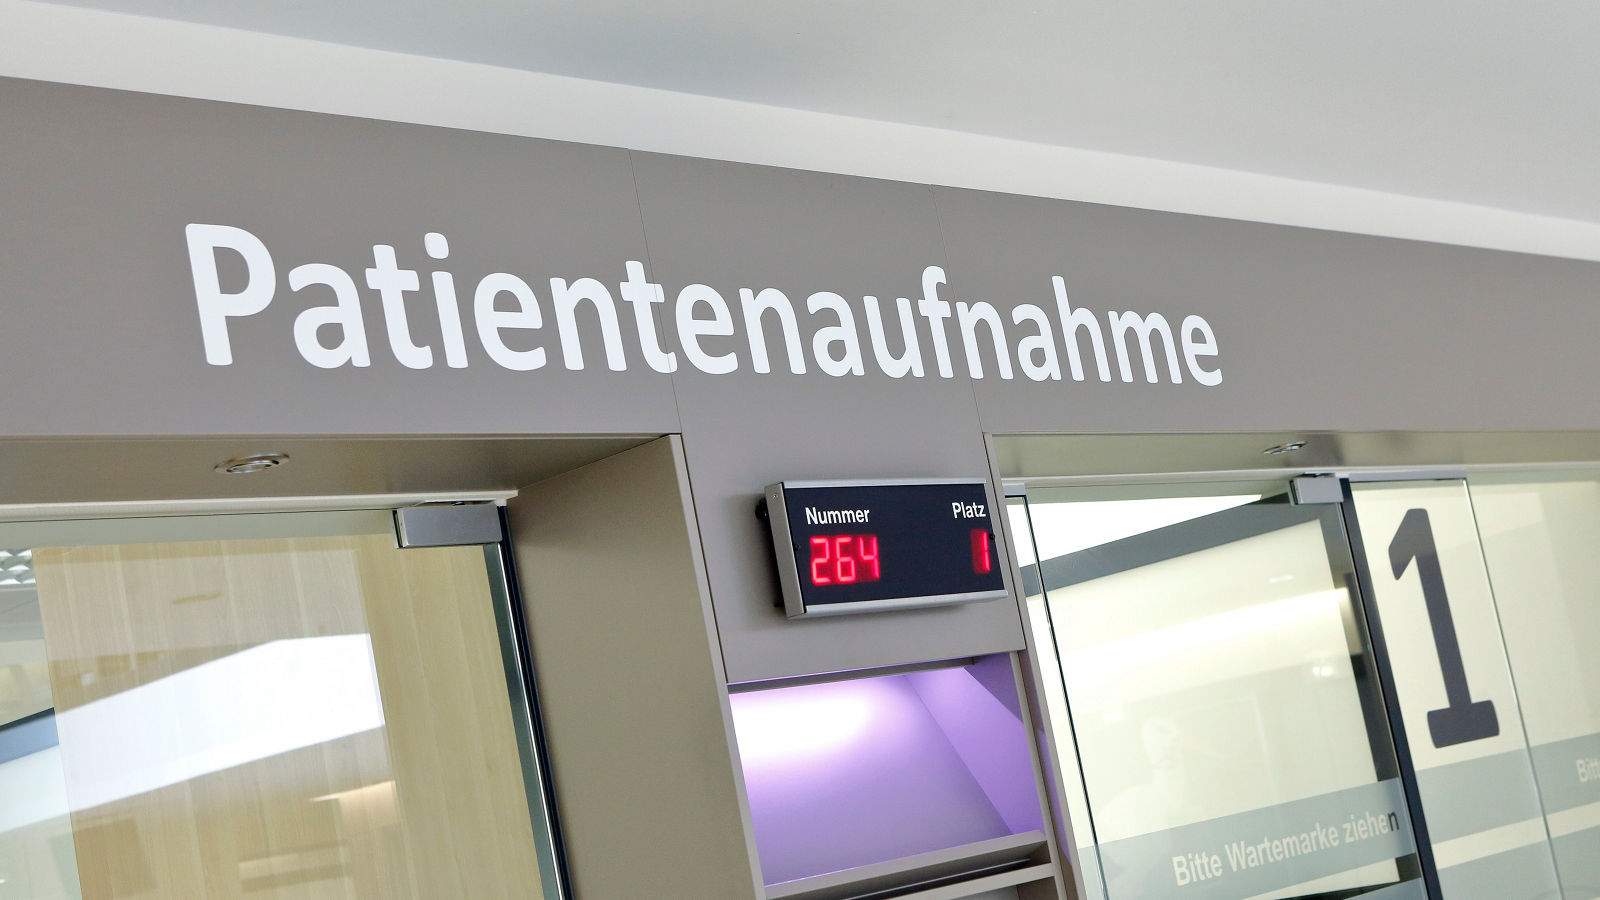 Patientenaufnahme
Nummer Platz
264 1
1
Bitte Wartemarke ziehen